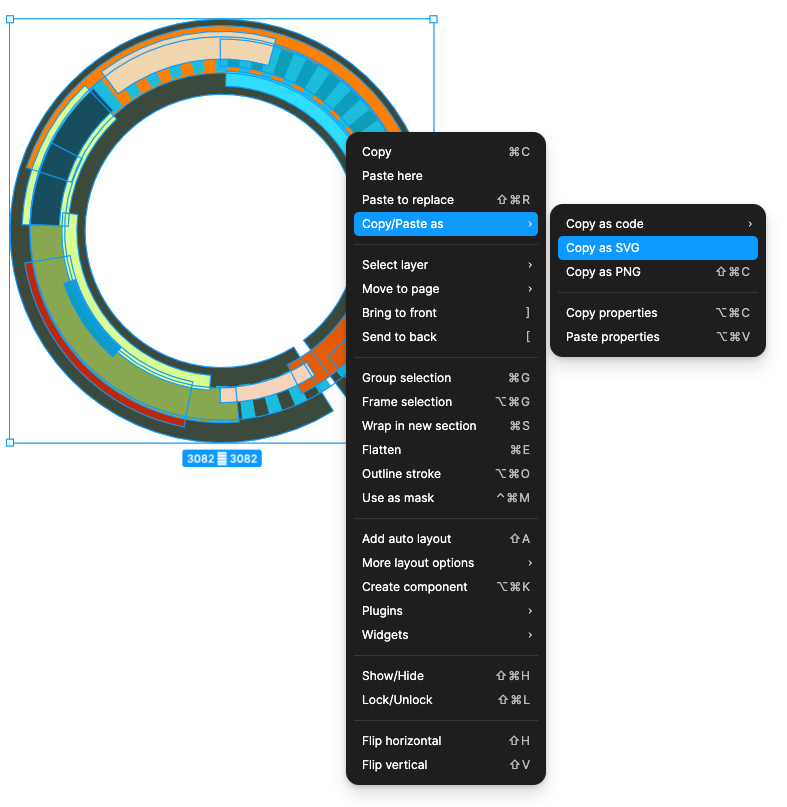 Copy ⌘C
Paste here
Paste to replace ⇧⌘R
Copy/Paste as ›
Select layer ›
Move to page ›
Bring to front ]
Send to back [
Group selection ⌘G
Frame selection ⌥⌘G
Wrap in new section ⌘S
Flatten ⌘E
Outline stroke ⌥⌘O
Use as mask ^⌘M
Add auto layout ⇧A
More layout options ›
Create component ⌥⌘K
Plugins ›
Widgets ›
Show/Hide ⇧⌘H
Lock/Unlock ⇧⌘L
Flip horizontal ⇧H
Flip vertical ⇧V
Copy as code ›
Copy as SVG
Copy as PNG ⇧⌘C
Copy properties ⌥⌘C
Paste properties ⌥⌘V
3082 3082